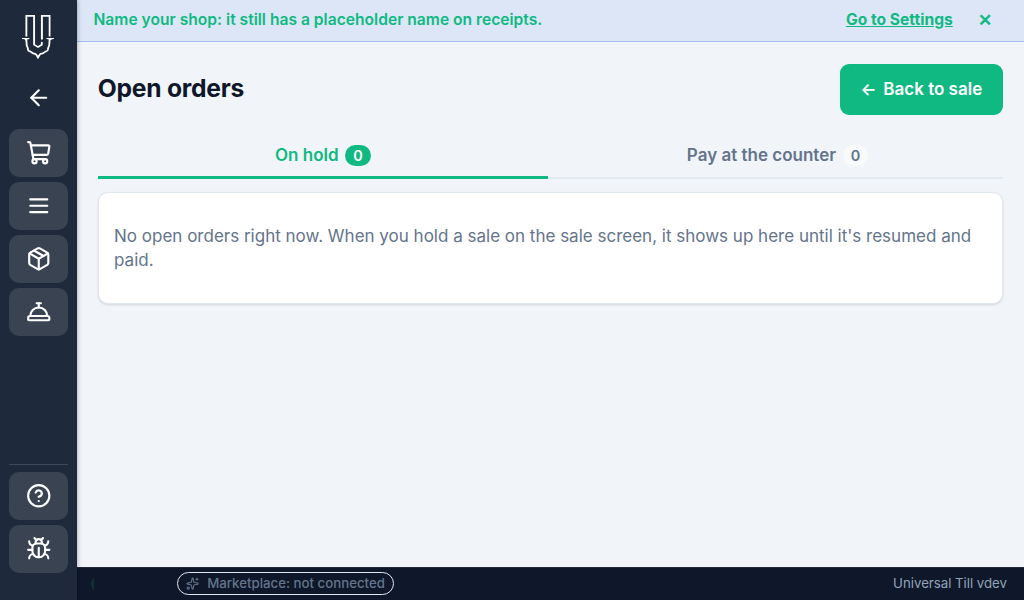 Name your shop: it still has a placeholder name on receipts.
Go to Settings ✕
Open orders
← Back to sale
On hold 0
Pay at the counter 0
No open orders right now. When you hold a sale on the sale screen, it shows up here until it's resumed and
paid.
Marketplace: not connected
Universal Till vdev